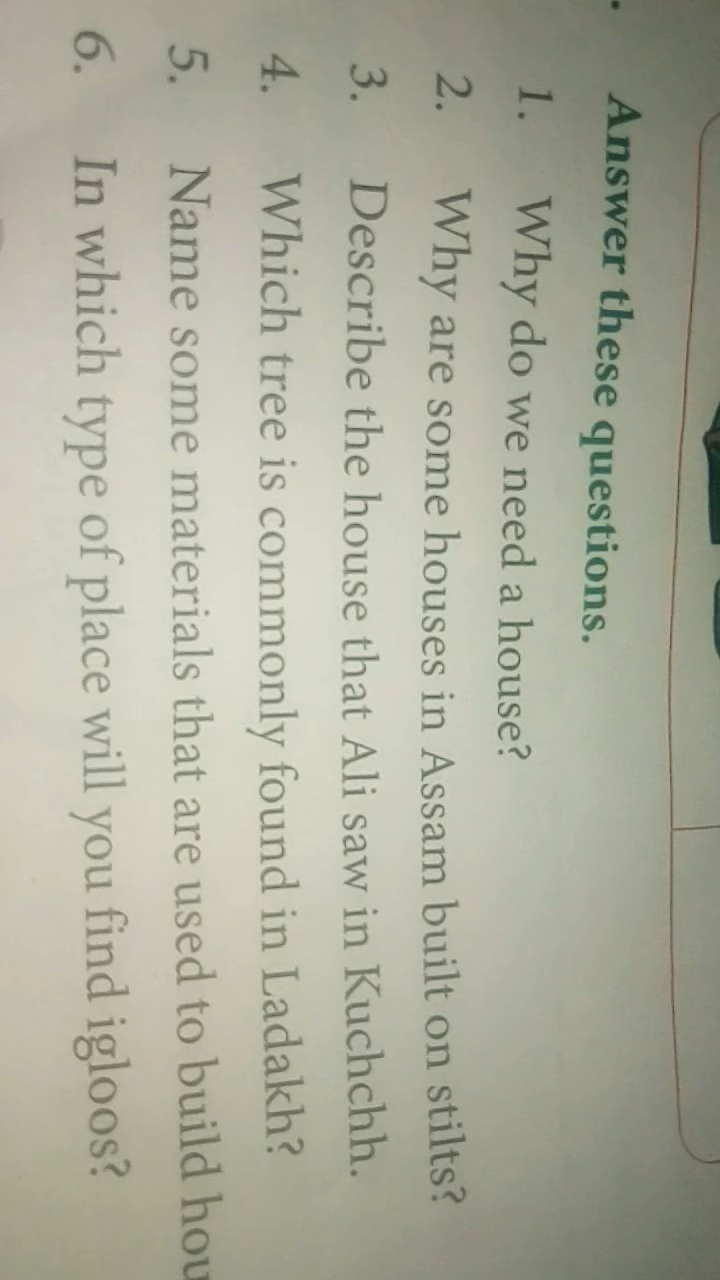 Answer these questions.
1. Why do we need a house?
2. Why are some houses in Assam built on stilts?
3. Describe the house that Ali saw in Kuchchh.
4. Which tree is commonly found in Ladakh?
5. Name some materials that are used to build hou
6. In which type of place will you find igloos?